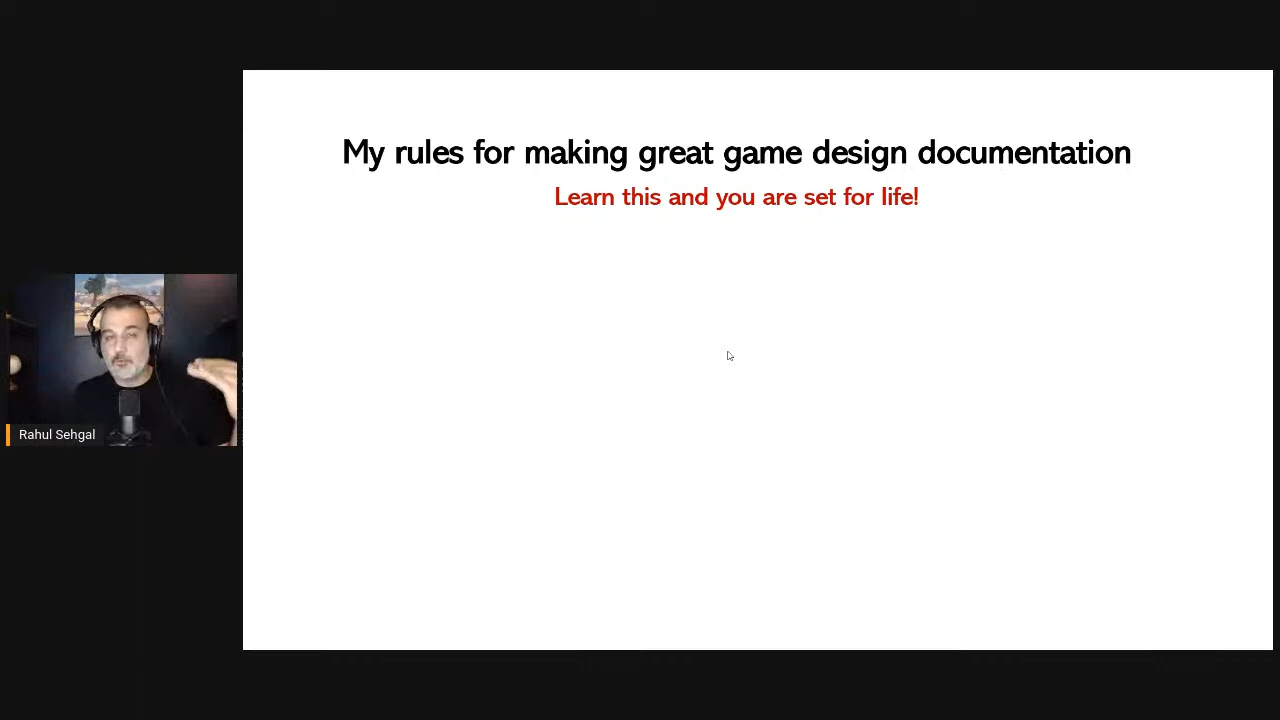 My rules for making great game design documentation
Learn this and you are set for life!
Rahul Sehgal